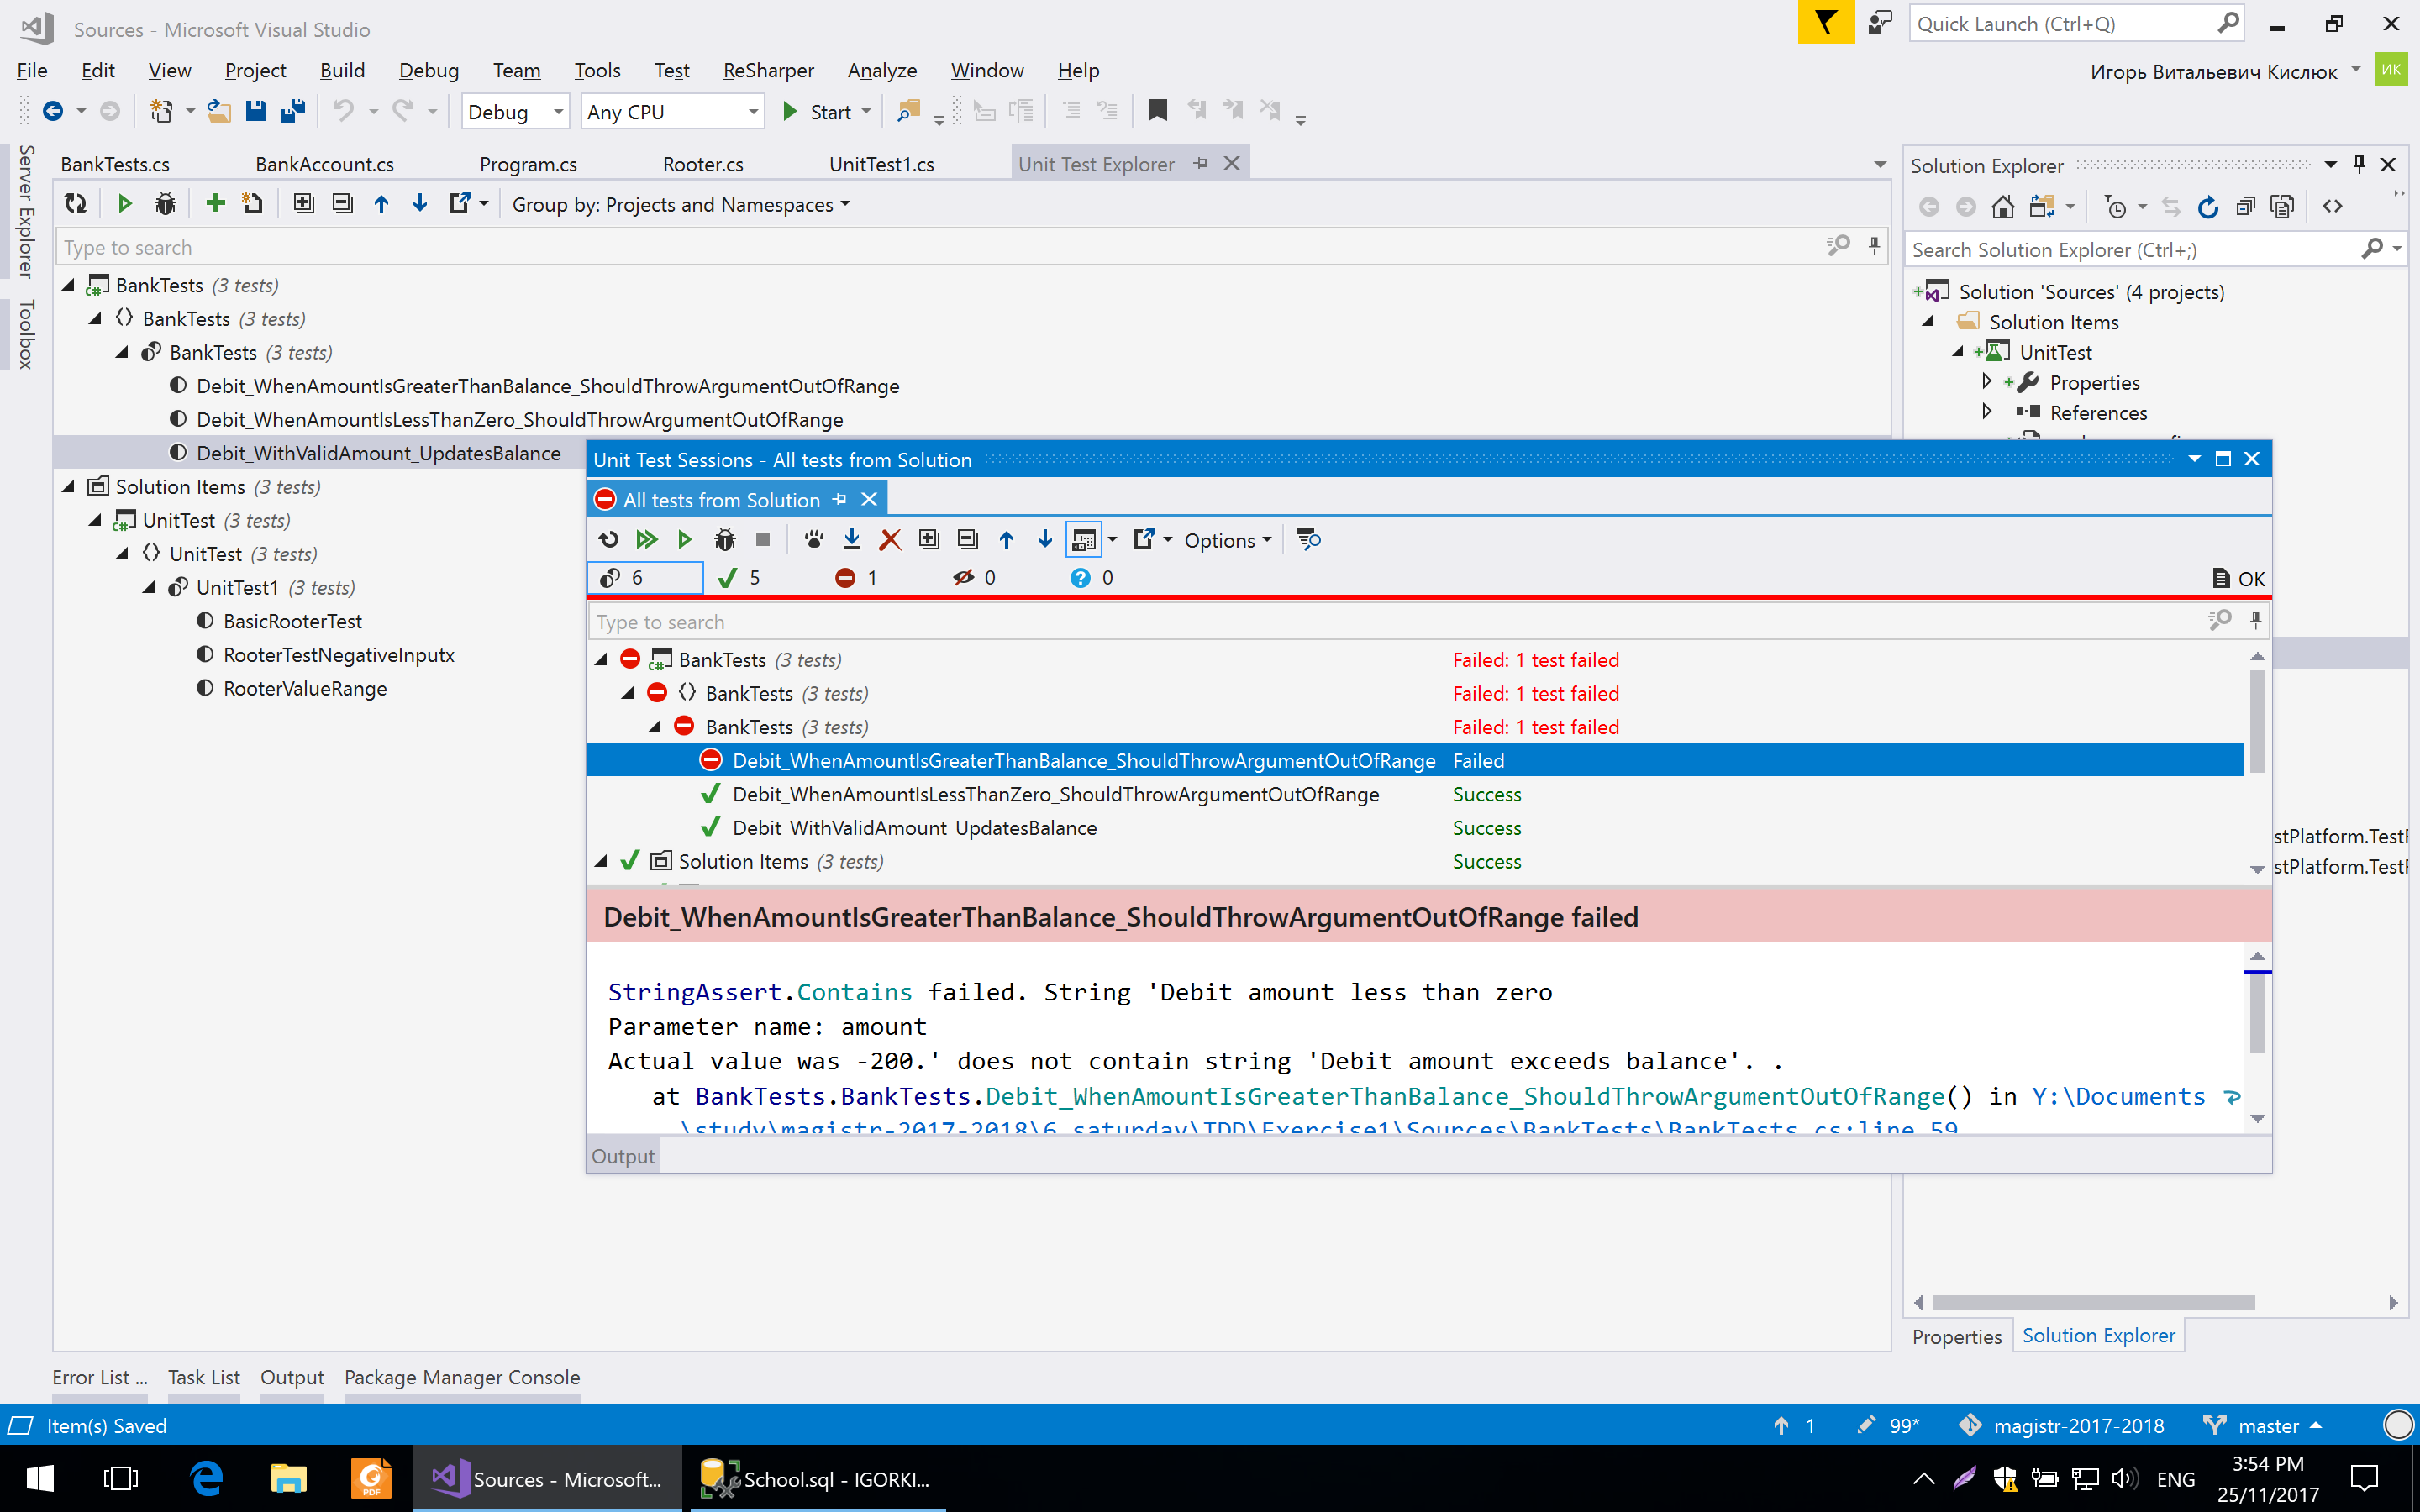 Sources - Microsoft Visual Studio
Quick Launch (Ctrl+Q)
File Edit View Project Build Debug Team Tools Test ReSharper Analyze Window Help
Игорь Витальевич Кислюк
ИК
Debug
Any CPU
Start
Server Explorer
Toolbox
BankTests.cs
BankAccount.cs
Program.cs
Rooter.cs
UnitTest1.cs
Unit Test Explorer
Group by: Projects and Namespaces
Type to search
BankTests (3 tests)
BankTests (3 tests)
BankTests (3 tests)
Debit_WhenAmountIsGreaterThanBalance_ShouldThrowArgumentOutOfRange
Debit_WhenAmountIsLessThanZero_ShouldThrowArgumentOutOfRange
Debit_WithValidAmount_UpdatesBalance
Solution Items (3 tests)
UnitTest (3 tests)
UnitTest (3 tests)
UnitTest1 (3 tests)
BasicRooterTest
RooterTestNegativeInputx
RooterValueRange
Solution Explorer
Search Solution Explorer (Ctrl+;)
Solution 'Sources' (4 projects)
Solution Items
UnitTest
Properties
References
stPlatform.Test
stPlatform.Test
Properties
Solution Explorer
Unit Test Sessions - All tests from Solution
All tests from Solution
Options
6
5
1
0
0
OK
Type to search
BankTests (3 tests) Failed: 1 test failed
BankTests (3 tests) Failed: 1 test failed
BankTests (3 tests) Failed: 1 test failed
Debit_WhenAmountIsGreaterThanBalance_ShouldThrowArgumentOutOfRange Failed
Debit_WhenAmountIsLessThanZero_ShouldThrowArgumentOutOfRange Success
Debit_WithValidAmount_UpdatesBalance Success
Solution Items (3 tests) Success
Debit_WhenAmountIsGreaterThanBalance_ShouldThrowArgumentOutOfRange failed
StringAssert.Contains failed. String 'Debit amount less than zero
Parameter name: amount
Actual value was -200.' does not contain string 'Debit amount exceeds balance'. .
at BankTests.BankTests.Debit_WhenAmountIsGreaterThanBalance_ShouldThrowArgumentOutOfRange() in Y:\Documents
\study\magistr-2017-2018\6_saturday\TDD\Exercise1\Sources\BankTests\BankTests.cs:line 59
Output
Error List ...
Task List
Output
Package Manager Console
Item(s) Saved
1
99*
magistr-2017-2018
master
Sources - Microsoft...
School.sql - IGORKI...
PDF
ENG
3:54 PM
25/11/2017